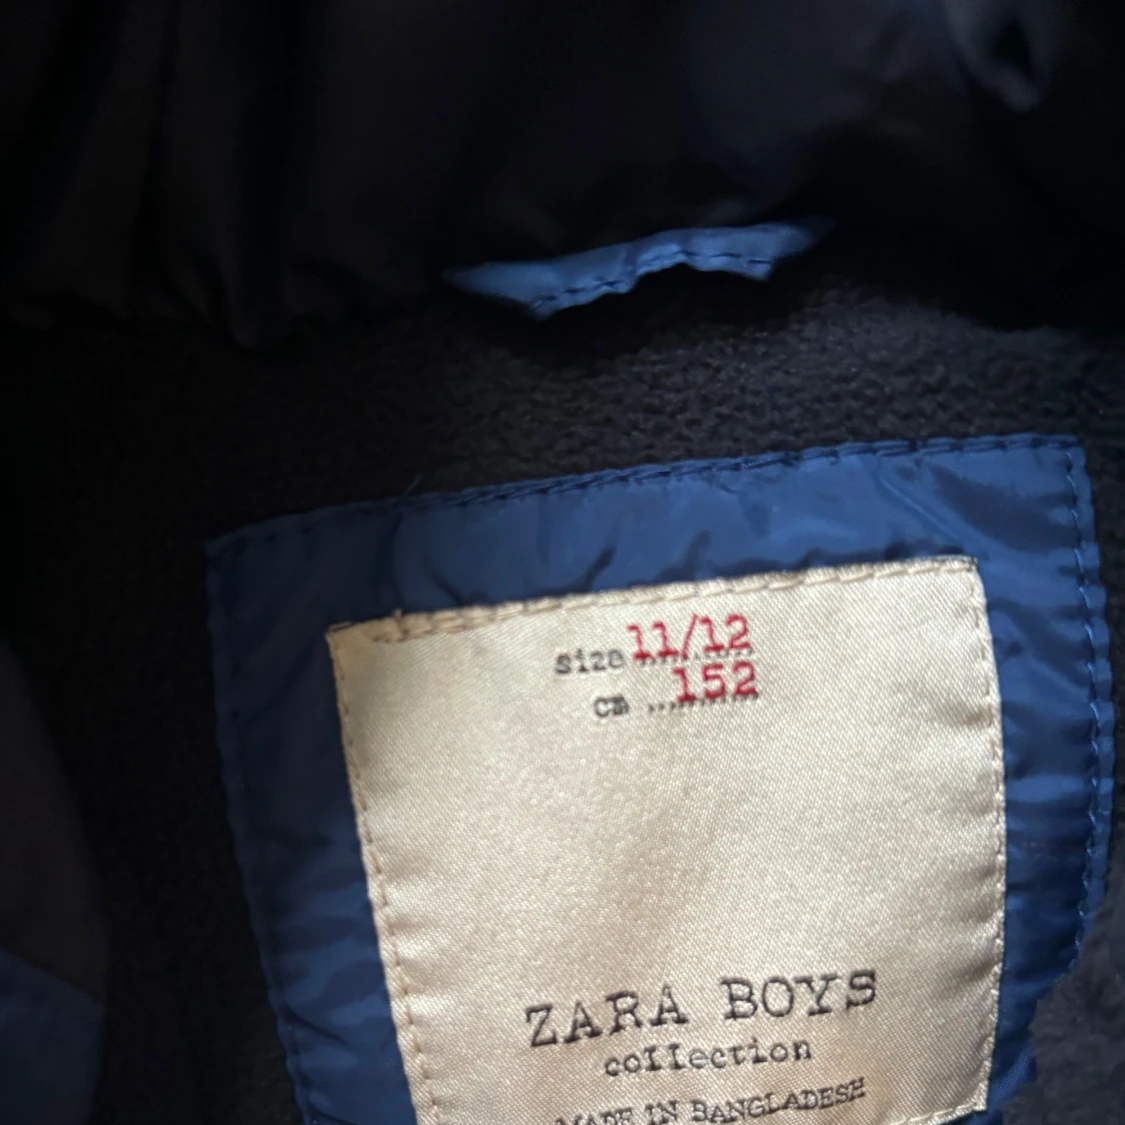 size 11/12
cm 152
ZARA BOYS
collection
MADE IN BANGLADESH